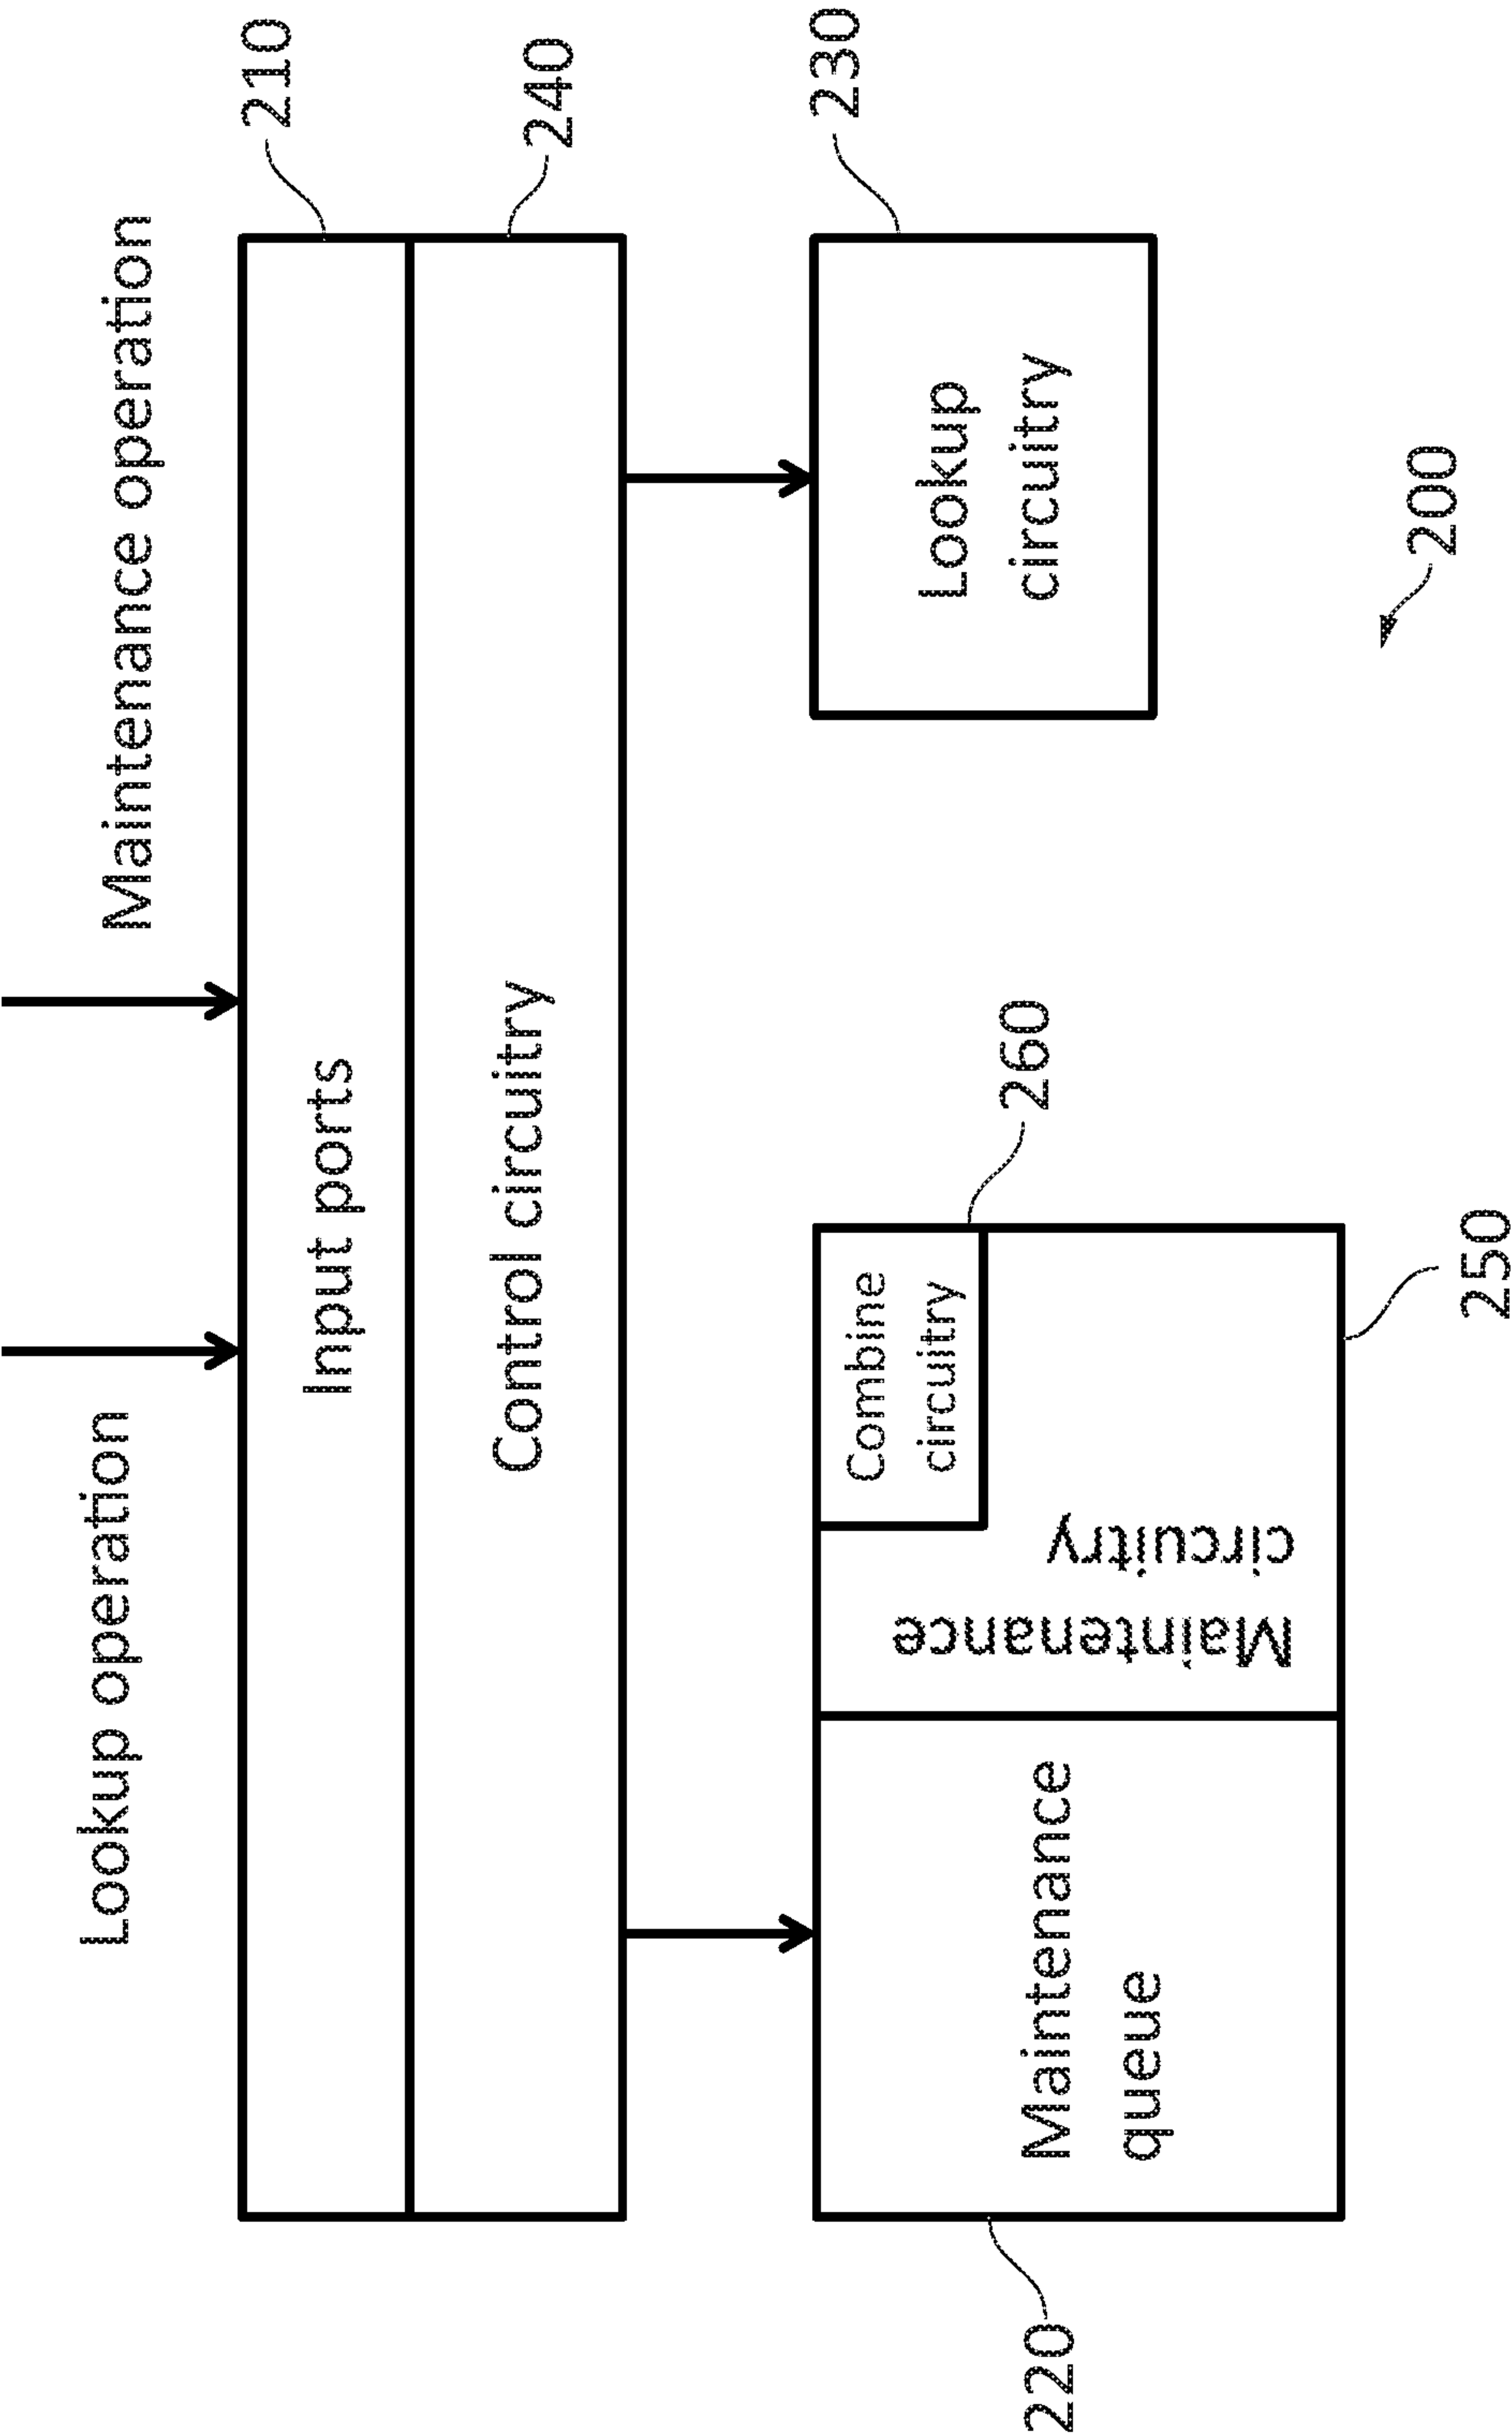 Lookup operation
Maintenance operation
Input ports
210
Control circuitry
240
Maintenance
queue
220
Maintenance
circuitry
250
Combine
circuitry
260
Lookup
circuitry
230
200